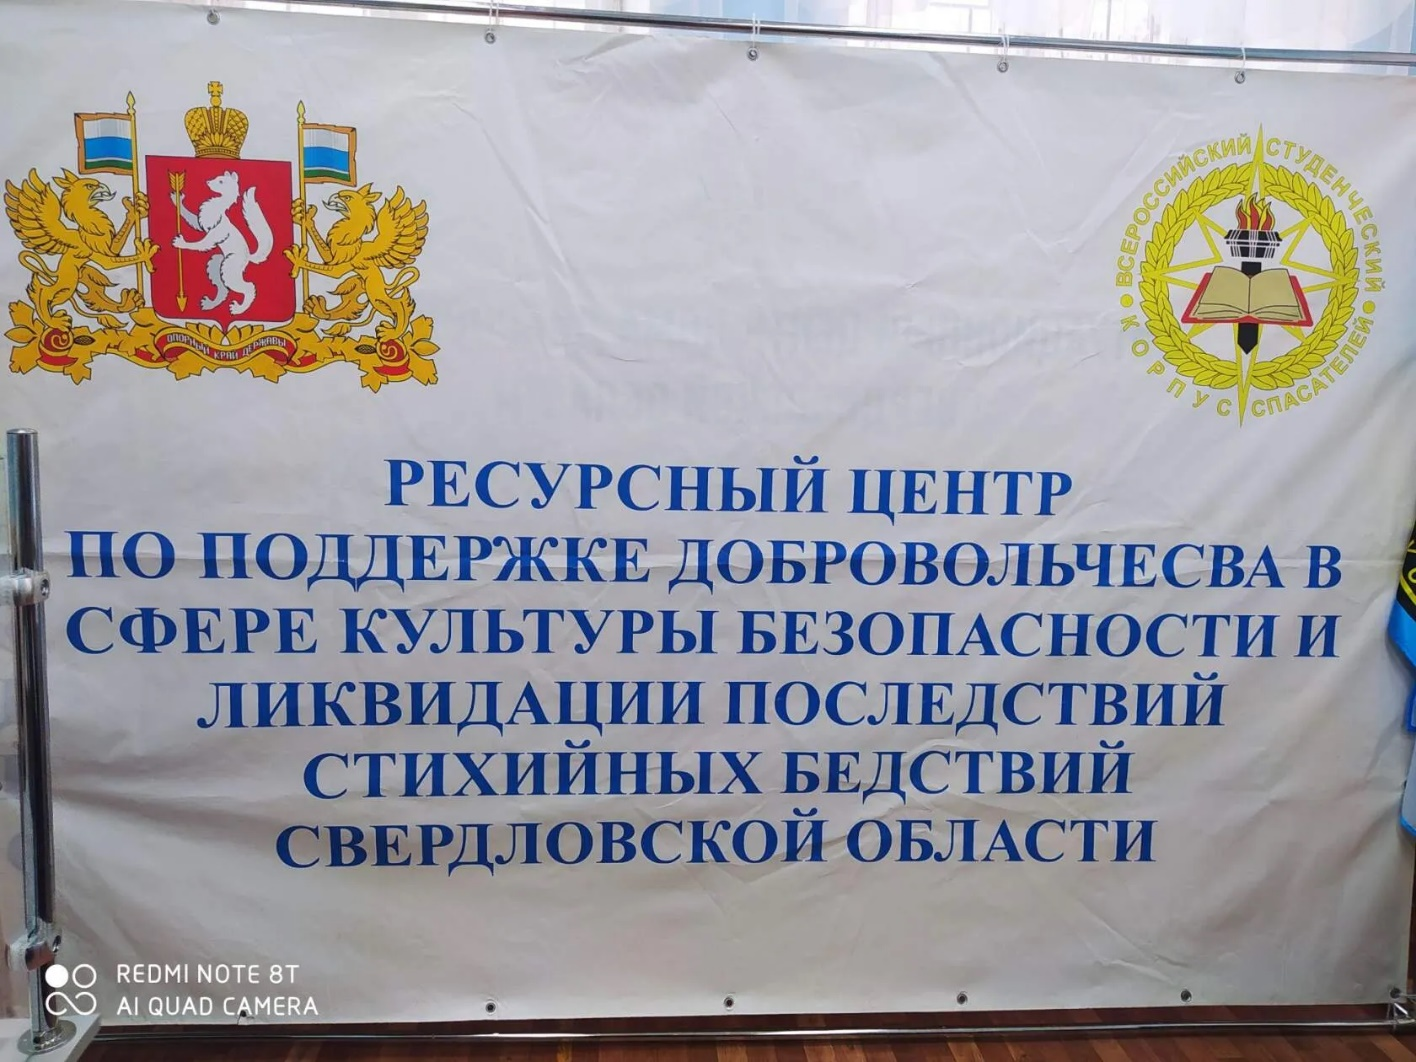 ОПОРНЫЙ КРАЙ ДЕРЖАВЫ
ВСЕРОССИЙСКИЙ СТУДЕНЧЕСКИЙ
КОРПУС СПАСАТЕЛЕЙ
РЕСУРСНЫЙ ЦЕНТР
ПО ПОДДЕРЖКЕ ДОБРОВОЛЬЧЕСВА В
СФЕРЕ КУЛЬТУРЫ БЕЗОПАСНОСТИ И
ЛИКВИДАЦИИ ПОСЛЕДСТВИЙ
СТИХИЙНЫХ БЕДСТВИЙ
СВЕРДЛОВСКОЙ ОБЛАСТИ
REDMI NOTE 8T
AI QUAD CAMERA